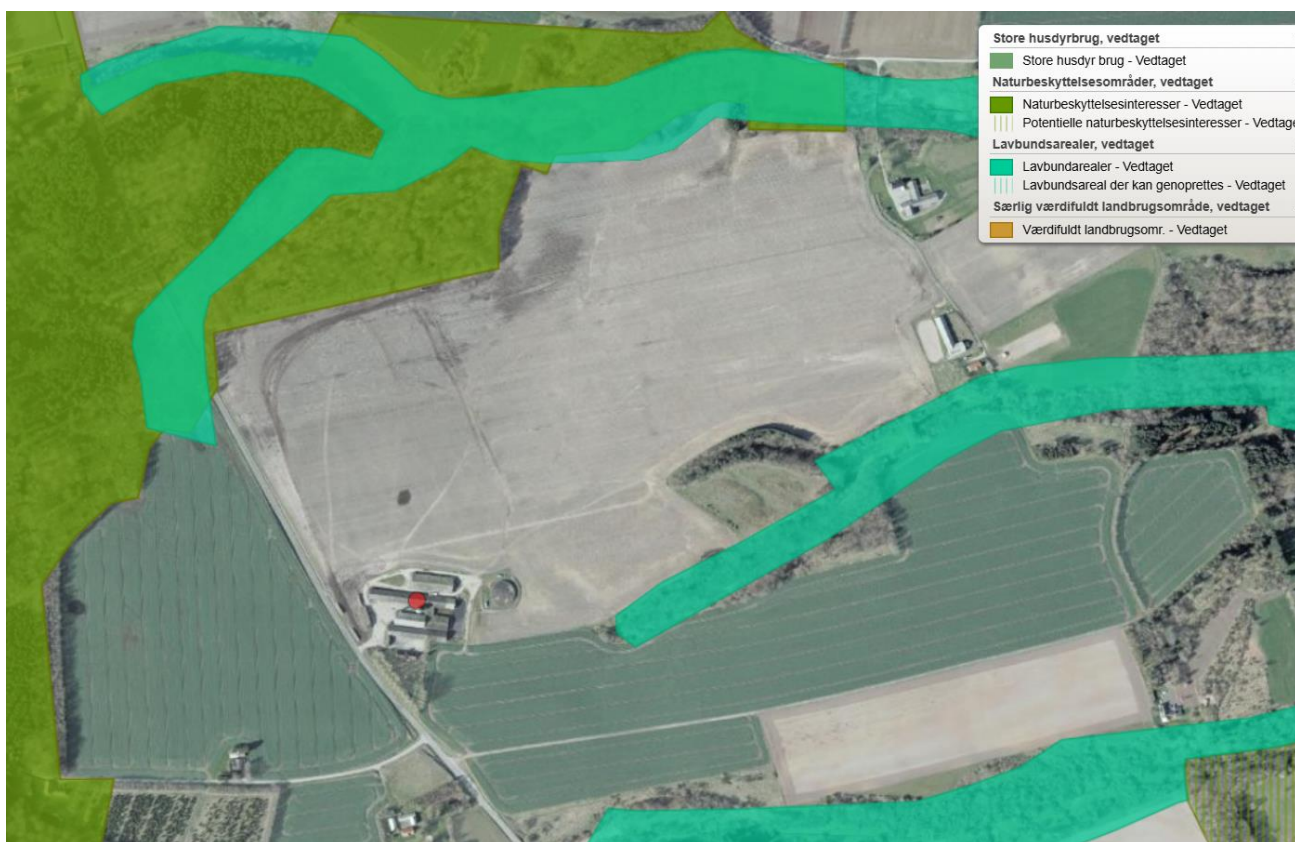 Store husdyrbrug, vedtaget
Store husdyr brug - Vedtaget
Naturbeskyttelsesområder, vedtaget
Naturbeskyttelsesinteresser - Vedtaget
Potentielle naturbeskyttelsesinteresser - Vedtage
Lavbundsarealer, vedtaget
Lavbundarealer - Vedtaget
Lavbundsareal der kan genoprettes - Vedtaget
Særlig værdifuldt landbrugsområde, vedtaget
Værdifuldt landbrugsomr. - Vedtaget